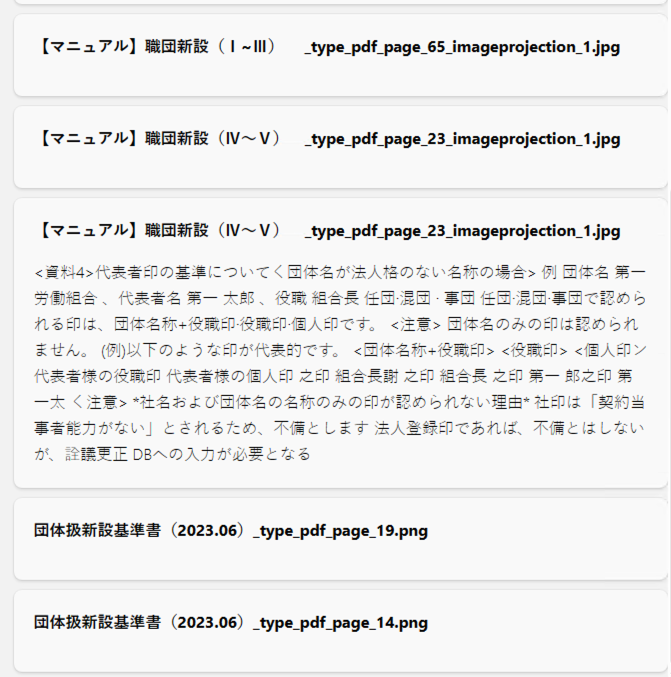 【マニュアル】職団新設（Ⅰ~Ⅲ） _type_pdf_page_65_imageprojection_1.jpg
【マニュアル】職団新設（Ⅳ～Ⅴ） _type_pdf_page_23_imageprojection_1.jpg
【マニュアル】職団新設（Ⅳ～Ⅴ） _type_pdf_page_23_imageprojection_1.jpg
<資料4>代表者印の基準についてく団体名が法人格のない名称の場合> 例 団体名 第一
労働組合 、代表者名 第一 太郎 、役職 組合長 任団·混団 · 事団 任団·混団·事団で認めら
れる印は、団体名称+役職印·役職印·個人印です。 <注意> 団体名のみの印は認められ
ません。 (例)以下のような印が代表的です。 <団体名称+役職印> <役職印> <個人印ン
代表者様の役職印 代表者様の個人印 之印 組合長謝 之印 組合長 之印 第一 郎之印 第
一太 く注意> *社名および団体名の名称のみの印が認められない理由* 社印は「契約当
事者能力がない」とされるため、不備とします 法人登録印であれば、不備とはしない
が、詮議更正 DBへの入力が必要となる
団体扱新設基準書（2023.06）_type_pdf_page_19.png
団体扱新設基準書（2023.06）_type_pdf_page_14.png